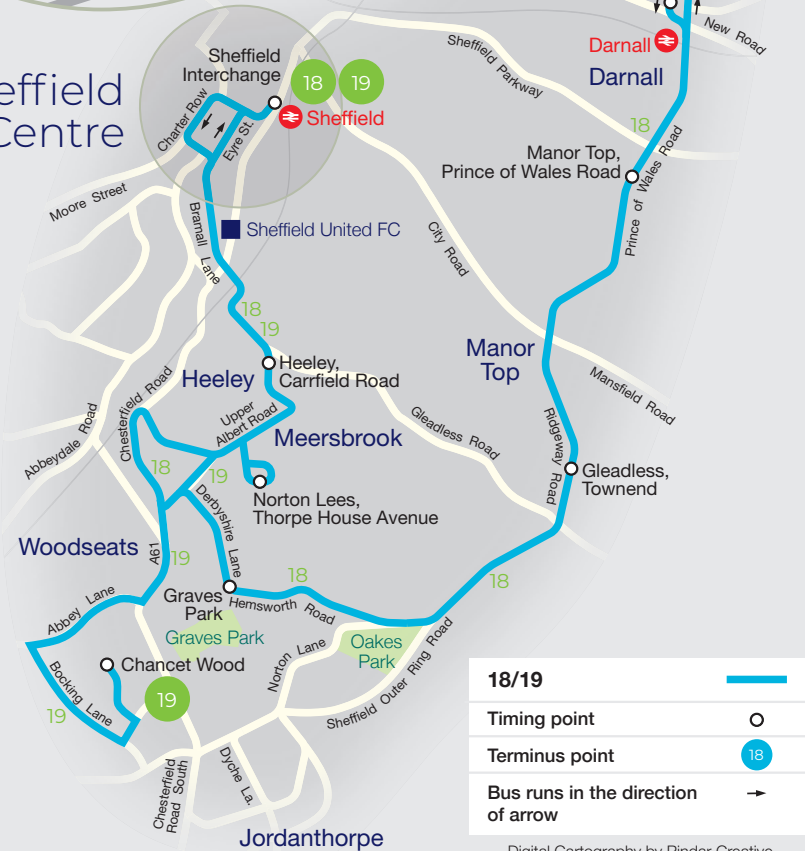 New Road
Darnall
Darnall
Sheffield
Interchange
18
19
Sheffield
effield
Centre
Sheffield Parkway
18
Charter Row
Eyre St.
Manor Top,
Prince of Wales Road
Prince of Wales Road
Moore Street
Bramall Lane
Sheffield United FC
City Road
18
19
Manor
Top
Heeley,
Carrfield Road
Heeley
Mansfield Road
Chesterfield Road
Upper
Albert Road
Gleadless Road
Ridgeway Road
Abbeydale Road
Meersbrook
18
19
Gleadless,
Townend
Norton Lees,
Thorpe House Avenue
Derbyshire Lane
Woodseats
A61
19
18
18
Graves
Park
Hemsworth Road
Abbey Lane
Graves Park
Oakes
Park
Norton Lane
Chancet Wood
Bocking Lane
19
19
Sheffield Outer Ring Road
Chesterfield
Road South
Dyche La.
Jordanthorpe
18/19
Timing point
Terminus point
18
Bus runs in the direction
of arrow
Digital Cartography by Pindar Creative